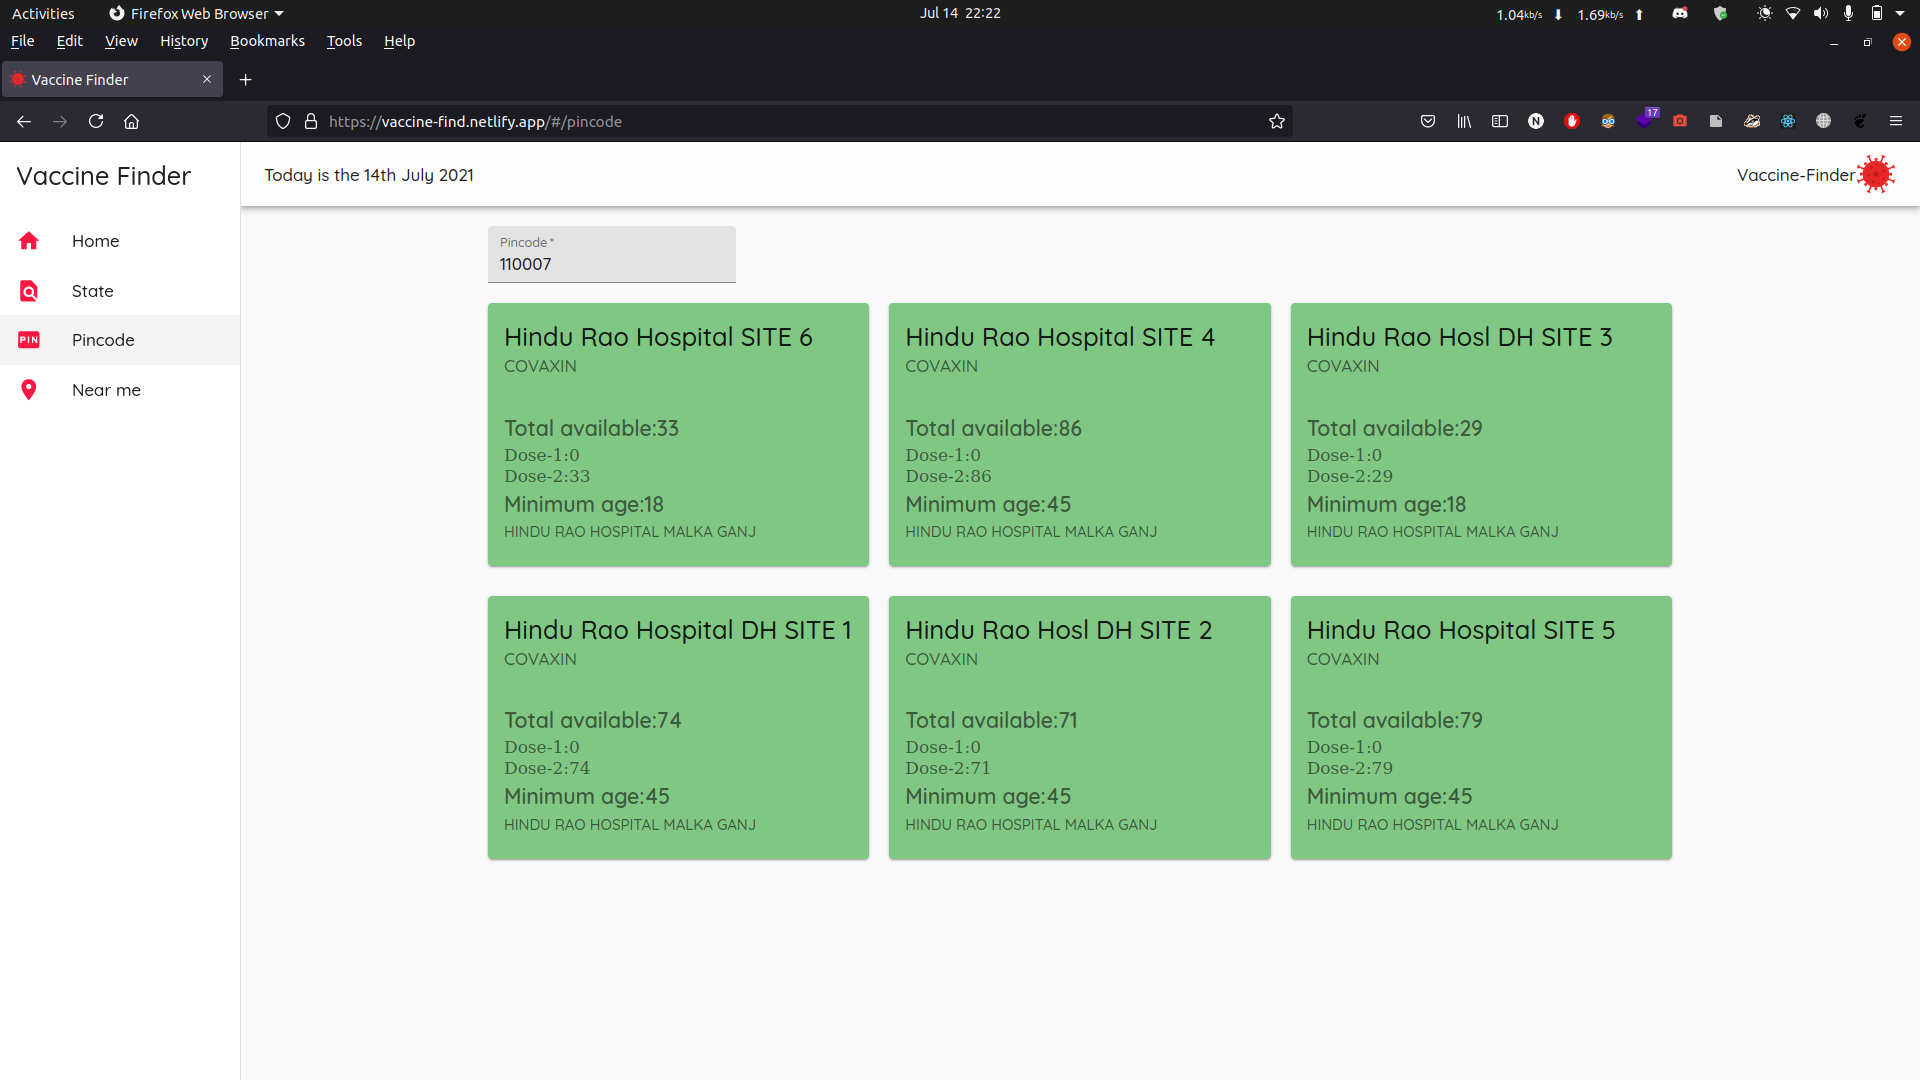 Activities
Firefox Web Browser
Jul 14 22:22
1.04kb/s
1.69kb/s
File Edit View History Bookmarks Tools Help
Vaccine Finder
https://vaccine-find.netlify.app/#/pincode
N
17
Vaccine Finder
Today is the 14th July 2021
Vaccine-Finder
Home
State
PIN
Pincode
Near me
Pincode *
110007
Hindu Rao Hospital SITE 6
COVAXIN
Total available:33
Dose-1:0
Dose-2:33
Minimum age:18
HINDU RAO HOSPITAL MALKA GANJ
Hindu Rao Hospital SITE 4
COVAXIN
Total available:86
Dose-1:0
Dose-2:86
Minimum age:45
HINDU RAO HOSPITAL MALKA GANJ
Hindu Rao Hosl DH SITE 3
COVAXIN
Total available:29
Dose-1:0
Dose-2:29
Minimum age:18
HINDU RAO HOSPITAL MALKA GANJ
Hindu Rao Hospital DH SITE 1
COVAXIN
Total available:74
Dose-1:0
Dose-2:74
Minimum age:45
HINDU RAO HOSPITAL MALKA GANJ
Hindu Rao Hosl DH SITE 2
COVAXIN
Total available:71
Dose-1:0
Dose-2:71
Minimum age:45
HINDU RAO HOSPITAL MALKA GANJ
Hindu Rao Hospital SITE 5
COVAXIN
Total available:79
Dose-1:0
Dose-2:79
Minimum age:45
HINDU RAO HOSPITAL MALKA GANJ